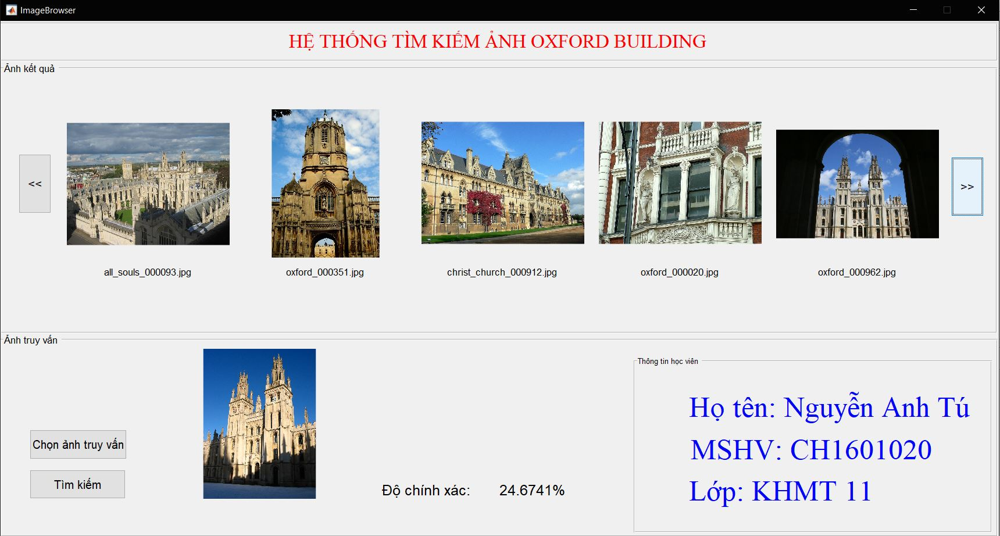 ImageBrowser
HỆ THỐNG TÌM KIẾM ẢNH OXFORD BUILDING
Ảnh kết quả
<<
>>
all_souls_000093.jpg
oxford_000351.jpg
christ_church_000912.jpg
oxford_000020.jpg
oxford_000962.jpg
Ảnh truy vấn
Chọn ảnh truy vấn
Tìm kiếm
Độ chính xác: 24.6741%
Thông tin học viên
Họ tên: Nguyễn Anh Tú
MSHV: CH1601020
Lớp: KHMT 11